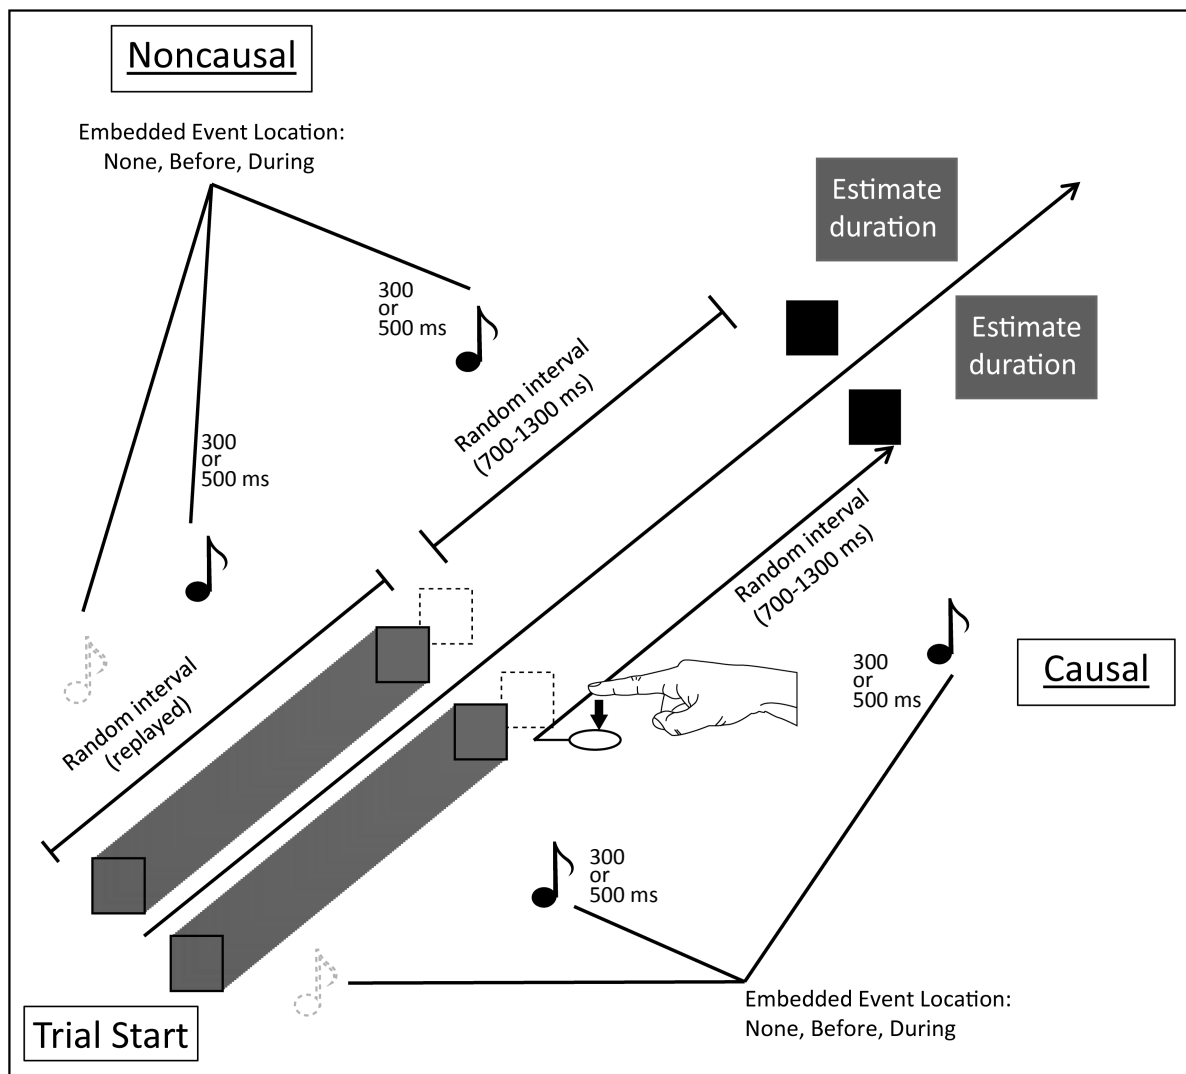 Noncausal
Embedded Event Location:
None, Before, During
300
or
500 ms
Random interval
(700-1300 ms)
Estimate
duration
Estimate
duration
300
or
500 ms
Random interval
(replayed)
Random interval
(700-1300 ms)
300
or
500 ms
Causal
300
or
500 ms
Embedded Event Location:
None, Before, During
Trial Start